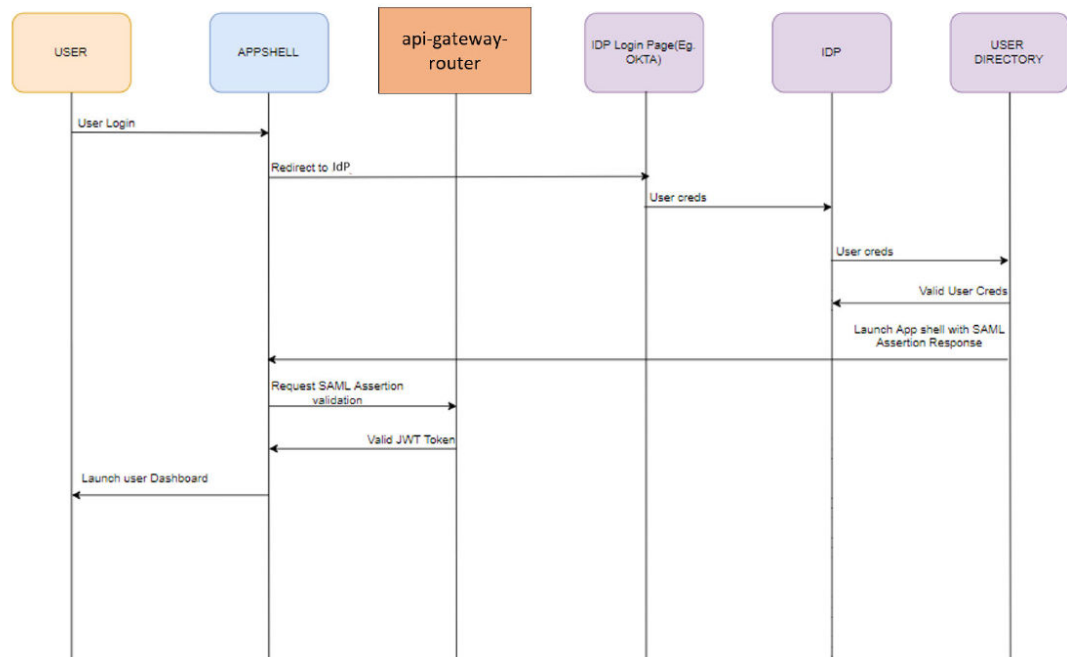 USER
APPSHELL
api-gateway-
router
IDP Login Page(Eg.
OKTA)
IDP
USER
DIRECTORY
User Login
Redirect to IdP.
User creds
User creds
Valid User Creds
Launch App shell with SAML
Assertion Response
Request SAML Assertion
validation
Valid JWT Token
Launch user Dashboard